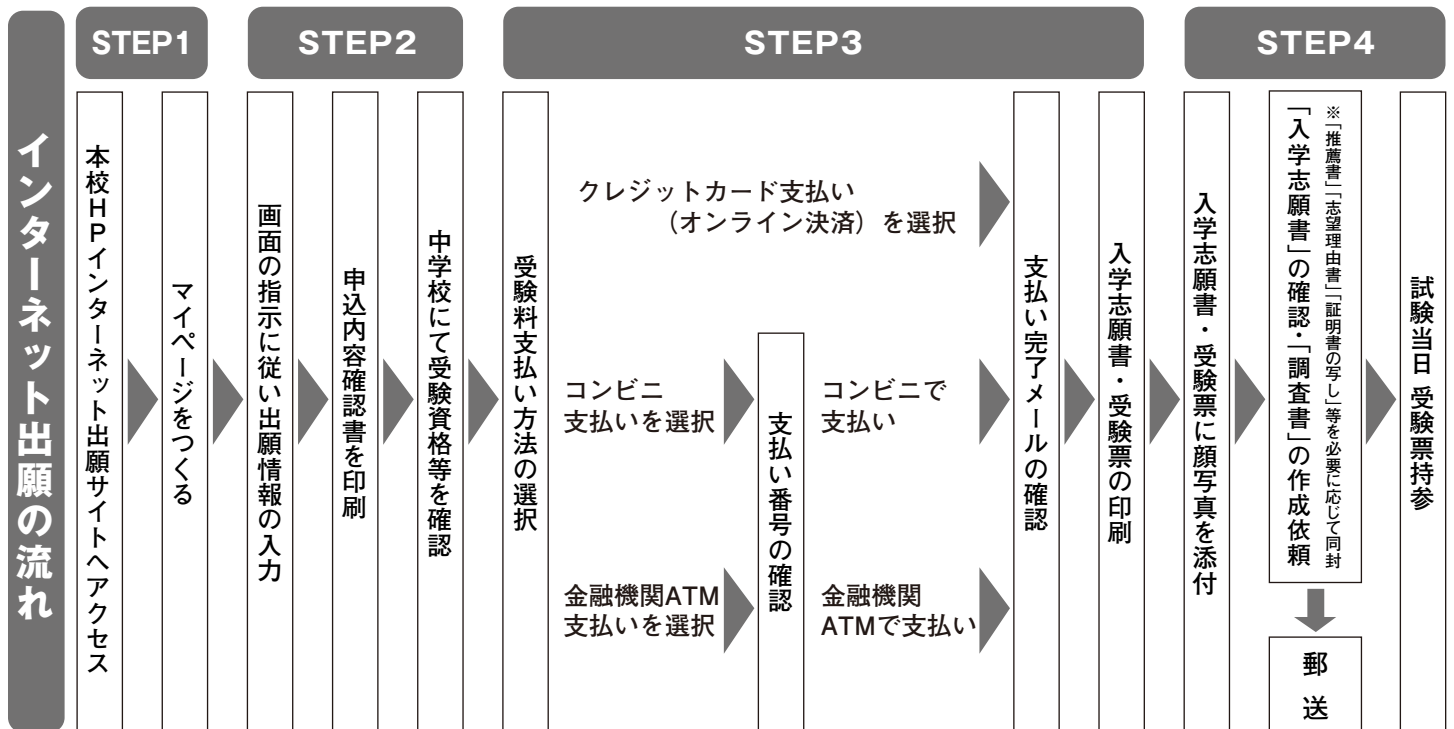 インターネット出願の流れ
STEP1
本校HPインターネット出願サイトへアクセス
マイページをつくる
STEP2
画面の指示に従い出願情報の入力
申込内容確認書を印刷
中学校にて受験資格等を確認
STEP3
受験料支払い方法の選択
クレジットカード支払い
（オンライン決済）を選択
コンビニ
支払いを選択
金融機関ATM
支払いを選択
支払い番号の確認
コンビニで
支払い
金融機関
ATMで支払い
支払い完了メールの確認
入学志願書・受験票の印刷
STEP4
入学志願書・受験票に顔写真を添付
※「推薦書」「志望理由書」「証明書の写し」等を必要に応じて同封
「入学志願書」の確認・「調査書」の作成依頼
郵送
試験当日 受験票持参